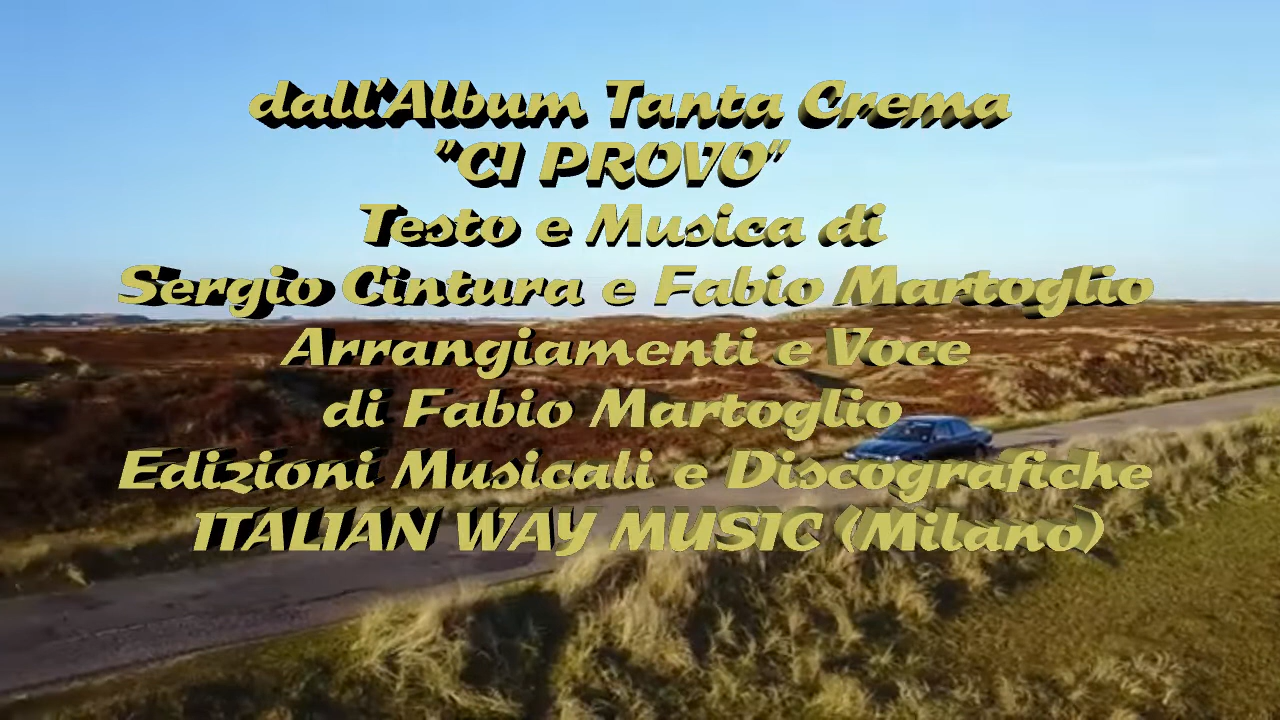 dall'Album Tanta Crema
"CI PROVO"
Testo e Musica di
Sergio Cintura e Fabio Martoglio
Arrangiamenti e Voce
di Fabio Martoglio
Edizioni Musicali e Discografiche
ITALIAN WAY MUSIC (Milano)